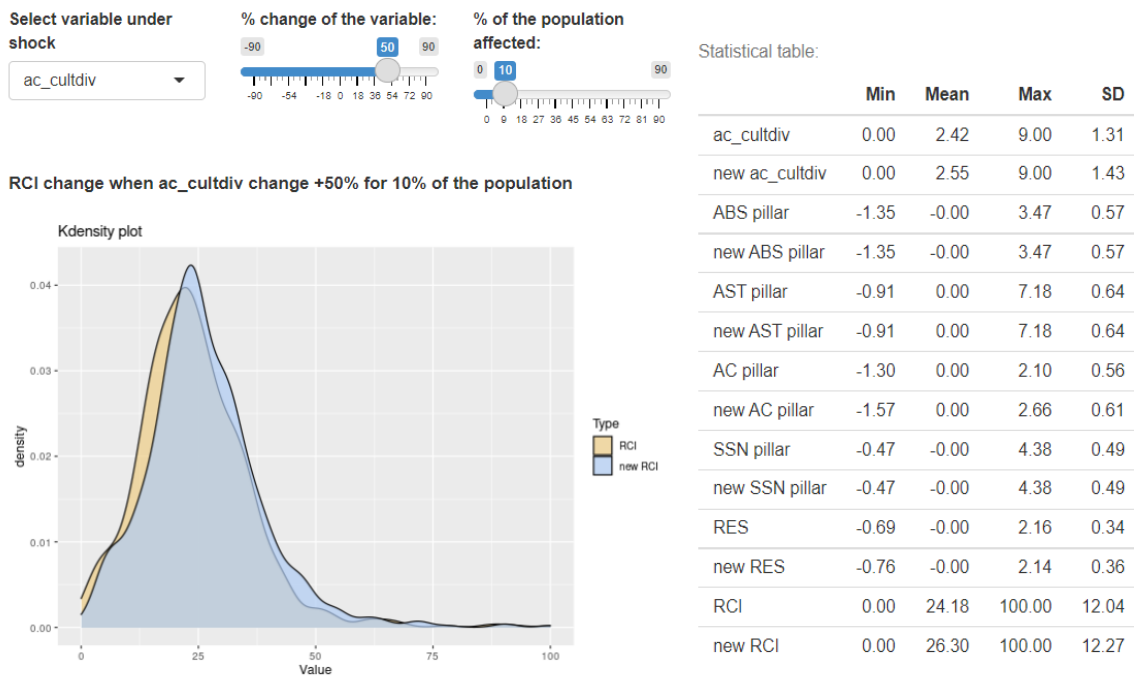 Select variable under
shock
ac_cultdiv
% change of the variable:
-90 50 90
-90 -54 -18 0 18 36 54 72 90
% of the population
affected:
0 10 90
0 9 18 27 36 45 54 63 72 81 90
RCI change when ac_cultdiv change +50% for 10% of the population
Kdensity plot
density
0.04
0.03
0.02
0.01
0.00
0 25 50 75 100
Value
Type
RCI
new RCI
Statistical table:
Min Mean Max SD
ac_cultdiv 0.00 2.42 9.00 1.31
new ac_cultdiv 0.00 2.55 9.00 1.43
ABS pillar -1.35 -0.00 3.47 0.57
new ABS pillar -1.35 -0.00 3.47 0.57
AST pillar -0.91 0.00 7.18 0.64
new AST pillar -0.91 0.00 7.18 0.64
AC pillar -1.30 0.00 2.10 0.56
new AC pillar -1.57 0.00 2.66 0.61
SSN pillar -0.47 -0.00 4.38 0.49
new SSN pillar -0.47 -0.00 4.38 0.49
RES -0.69 -0.00 2.16 0.34
new RES -0.76 -0.00 2.14 0.36
RCI 0.00 24.18 100.00 12.04
new RCI 0.00 26.30 100.00 12.27